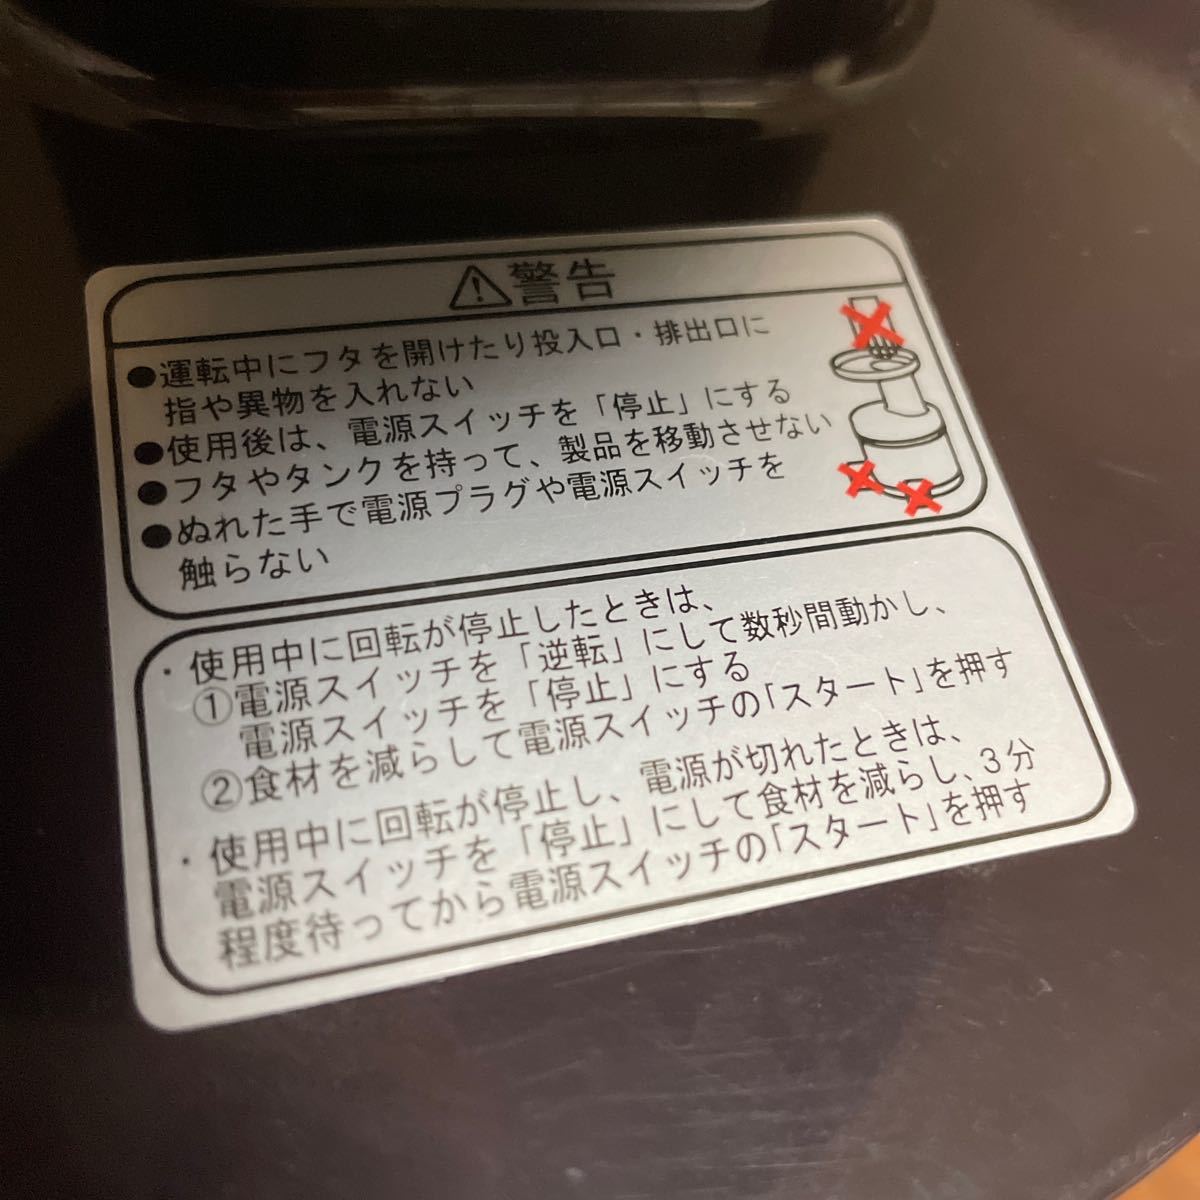 ⚠警告
●運転中にフタを開けたり投入口・排出口に
指や異物を入れない
●使用後は、電源スイッチを「停止」にする
●フタやタンクを持って、製品を移動させない
●ぬれた手で電源プラグや電源スイッチを
触らない
・使用中に回転が停止したときは、
①電源スイッチを「逆転」にして数秒間動かし、
電源スイッチを「停止」にする
②食材を減らして電源スイッチの「スタート」を押す
・使用中に回転が停止し、電源が切れたときは、
電源スイッチを「停止」にして食材を減らし、3分
程度待ってから電源スイッチの「スタート」を押す